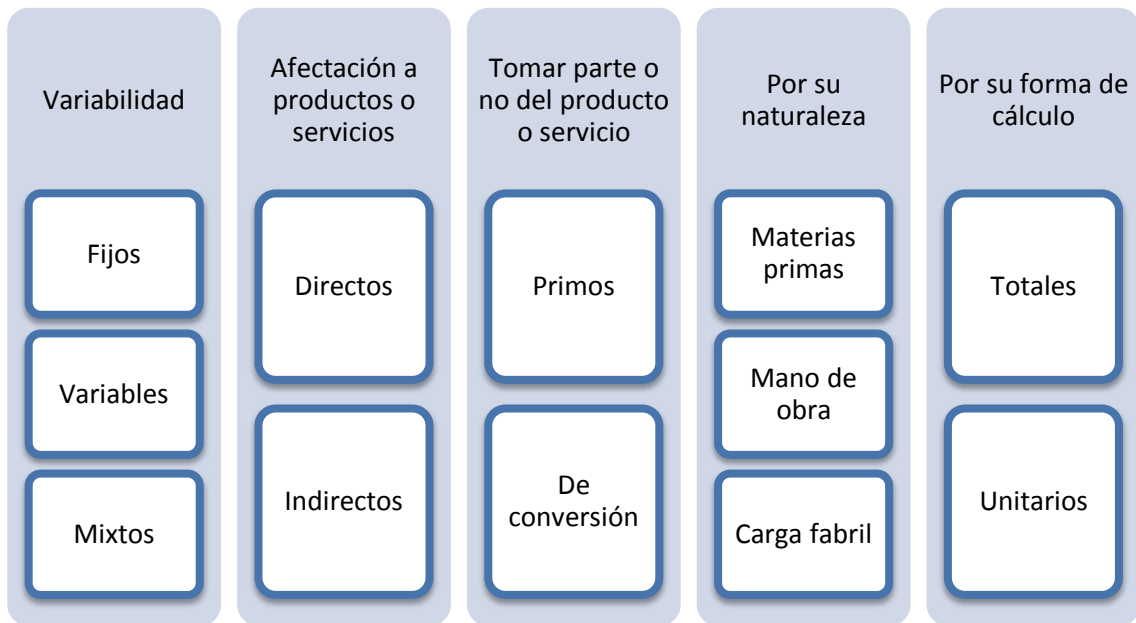 Variabilidad
Fijos
Variables
Mixtos
Afectación a
productos o
servicios
Directos
Indirectos
Tomar parte o
no del producto
o servicio
Primos
De
conversión
Por su
naturaleza
Materias
primas
Mano de
obra
Carga fabril
Por su forma de
cálculo
Totales
Unitarios